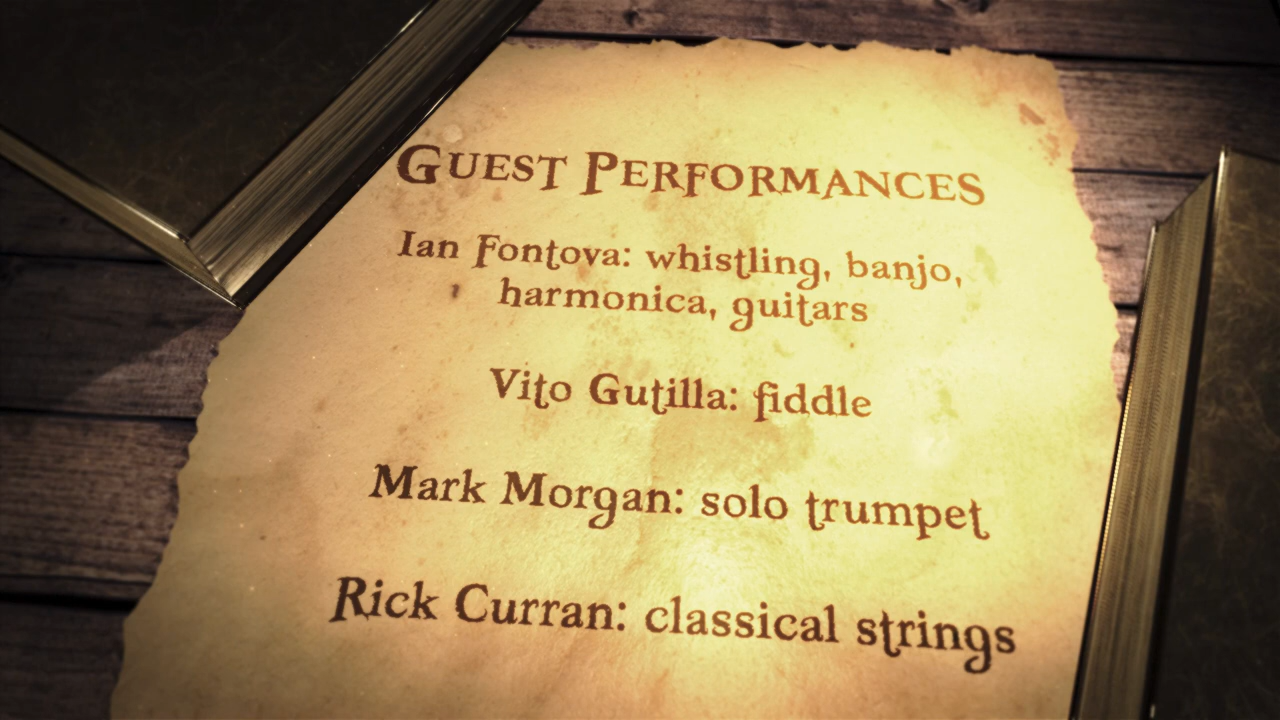 Guest Performances
Ian Fontova: whistling, banjo,
harmonica, guitars
Vito Gutilla: fiddle
Mark Morgan: solo trumpet
Rick Curran: classical strings